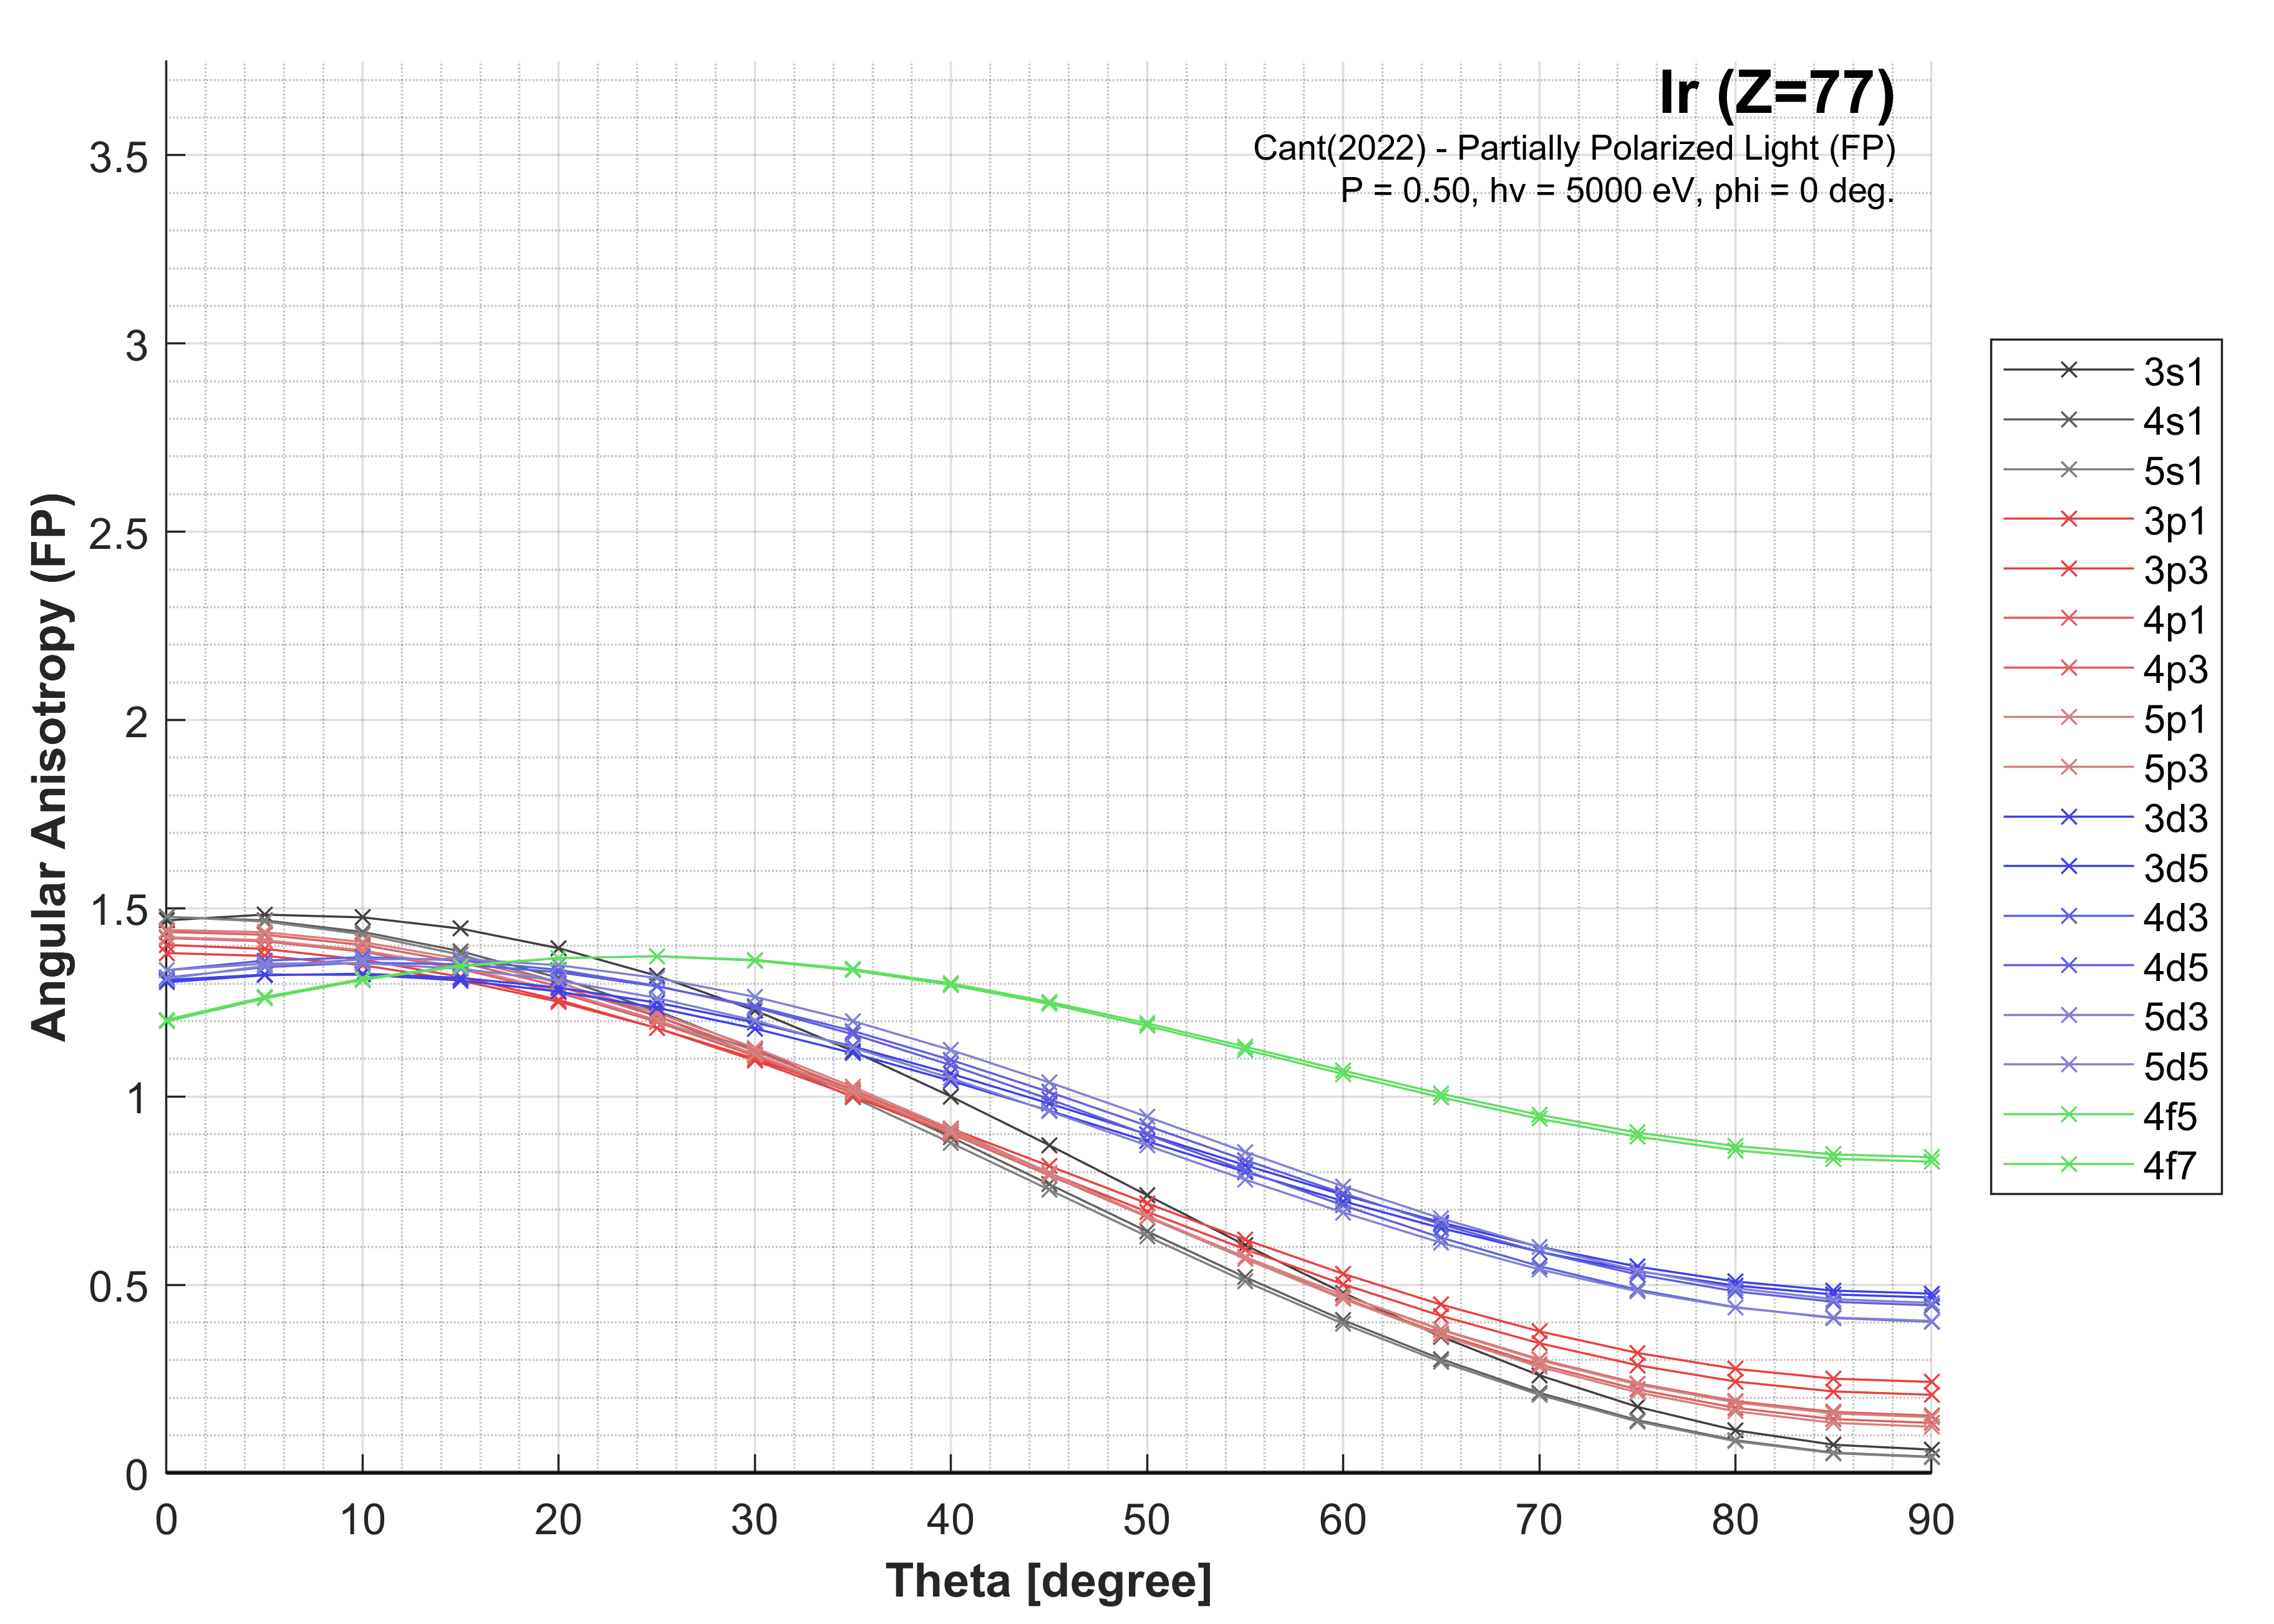 Ir (Z=77)
Cant(2022) - Partially Polarized Light (FP)
P = 0.50, hv = 5000 eV, phi = 0 deg.
Angular Anisotropy (FP)
3.5
3
2.5
2
1.5
1
0.5
0
0 10 20 30 40 50 60 70 80 90
Theta [degree]
3s1
4s1
5s1
3p1
3p3
4p1
4p3
5p1
5p3
3d3
3d5
4d3
4d5
5d3
5d5
4f5
4f7